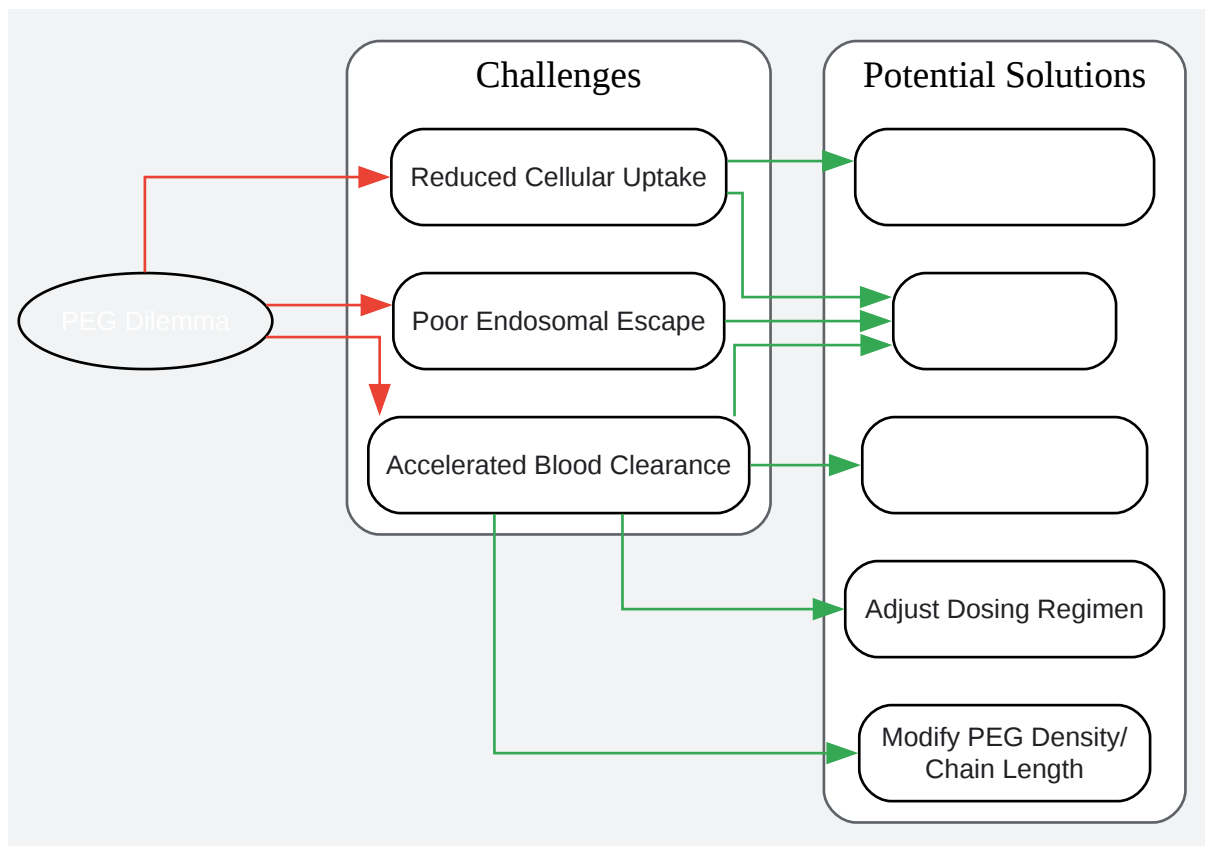 Challenges
Potential Solutions
Reduced Cellular Uptake
PEG Dilemma
Poor Endosomal Escape
Accelerated Blood Clearance
Adjust Dosing Regimen
Modify PEG Density/
Chain Length